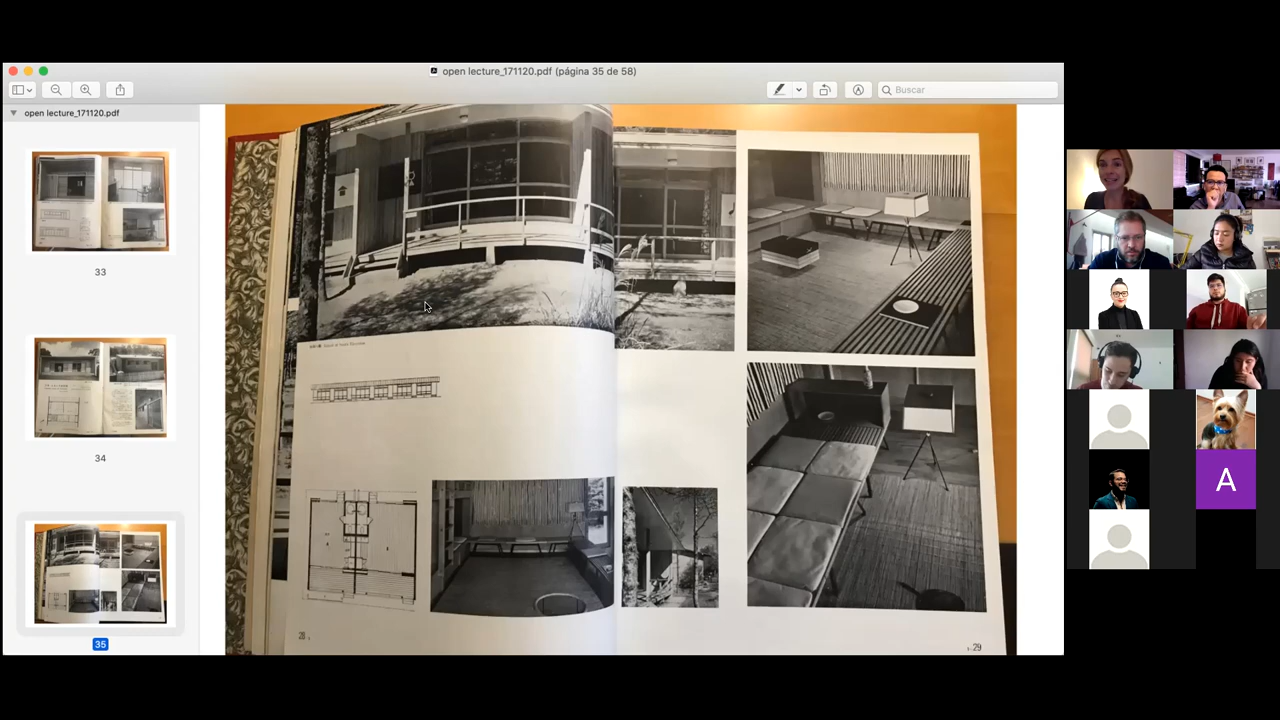 open lecture_171120.pdf (página 35 de 58)
Buscar
open lecture_171120.pdf
33
34
35
28
29
A